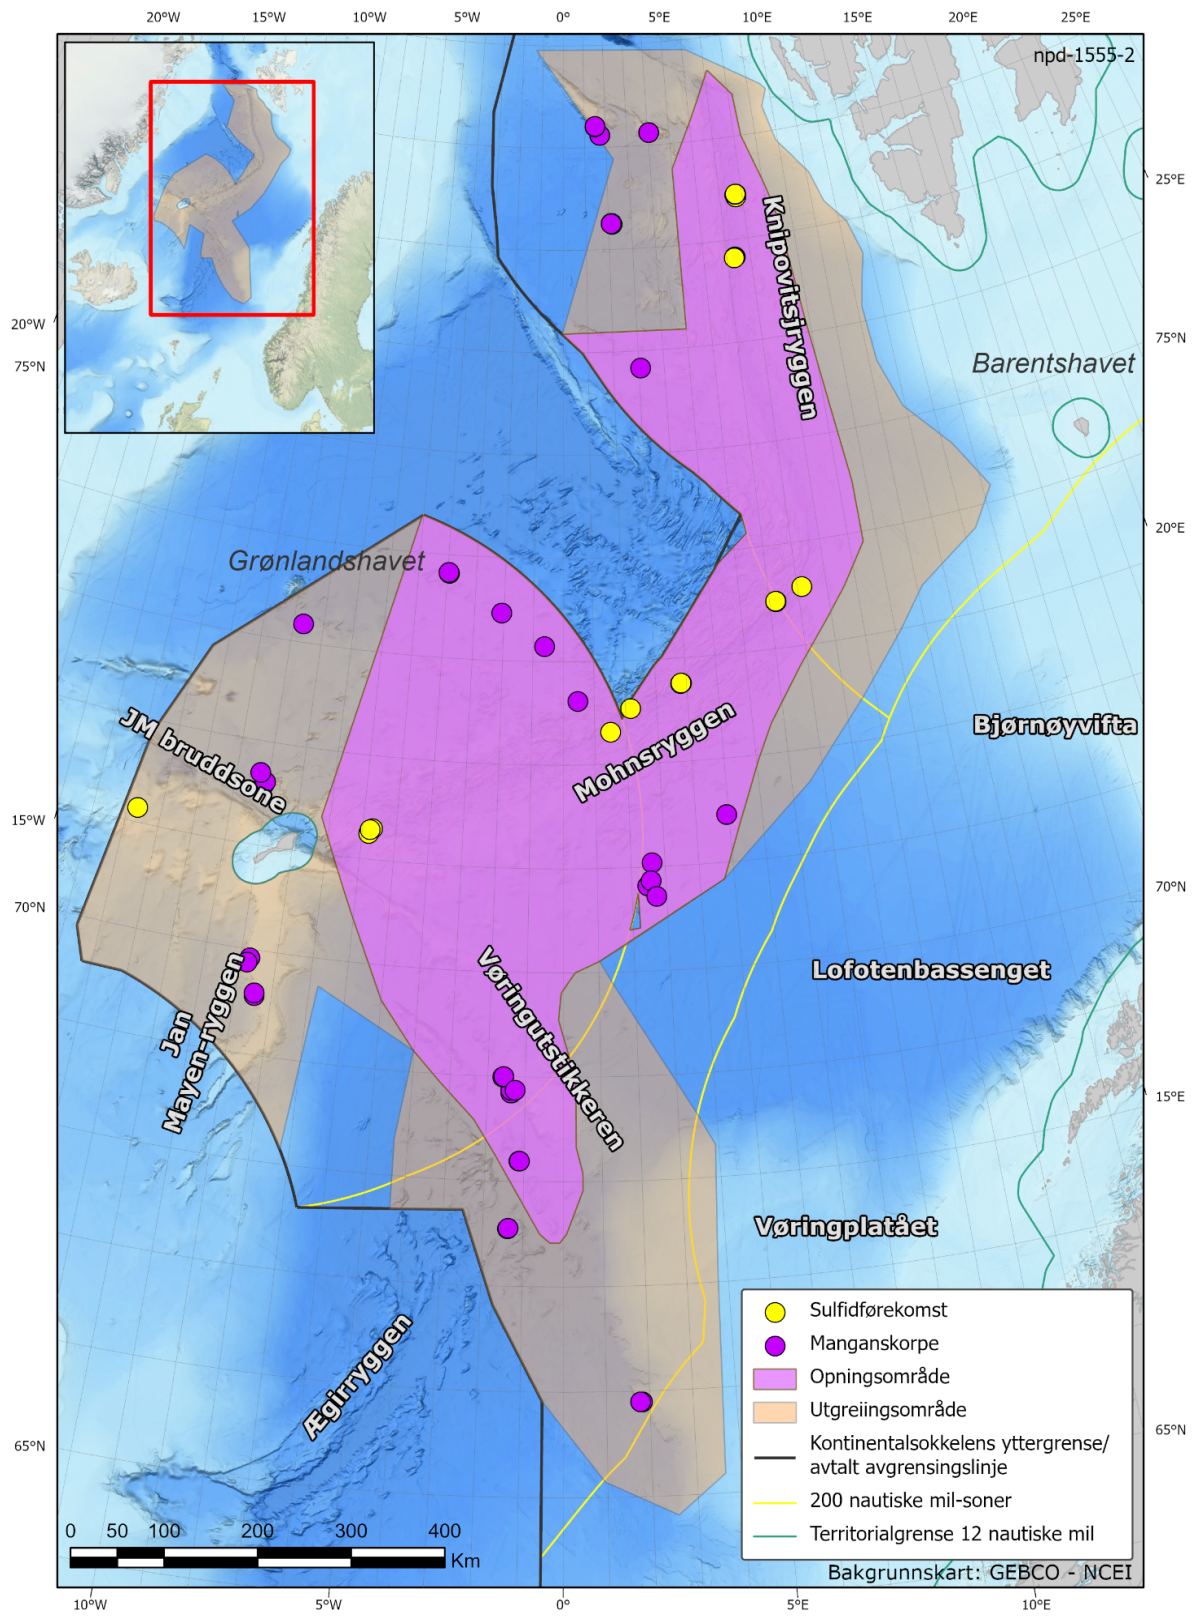 20°W 15°W 10°W 5°W 0° 5°E 10°E 15°E 20°E 25°E
npd-1555-2
25°E
20°W
75°N
75°N
Knipovitsjryggen
Barentshavet
20°E
Grønlandshavet
JM bruddsone
Mohnsryggen
Bjørnøyvifta
15°W
70°N
70°N
Vøringutstikkeren
Lofotenbassenget
Jan
Mayen-ryggen
15°E
Vøringplatået
Ægirryggen
65°N
65°N
Sulfidførekomst
Manganskorpe
Opningsområde
Utgreiingsområde
Kontinentalsokkelens yttergrense/
avtalt avgrensingslinje
200 nautiske mil-soner
Territorialgrense 12 nautiske mil
0 50 100 200 300 400
Km
Bakgrunnskart: GEBCO - NCEI
10°W 5°W 0° 5°E 10°E